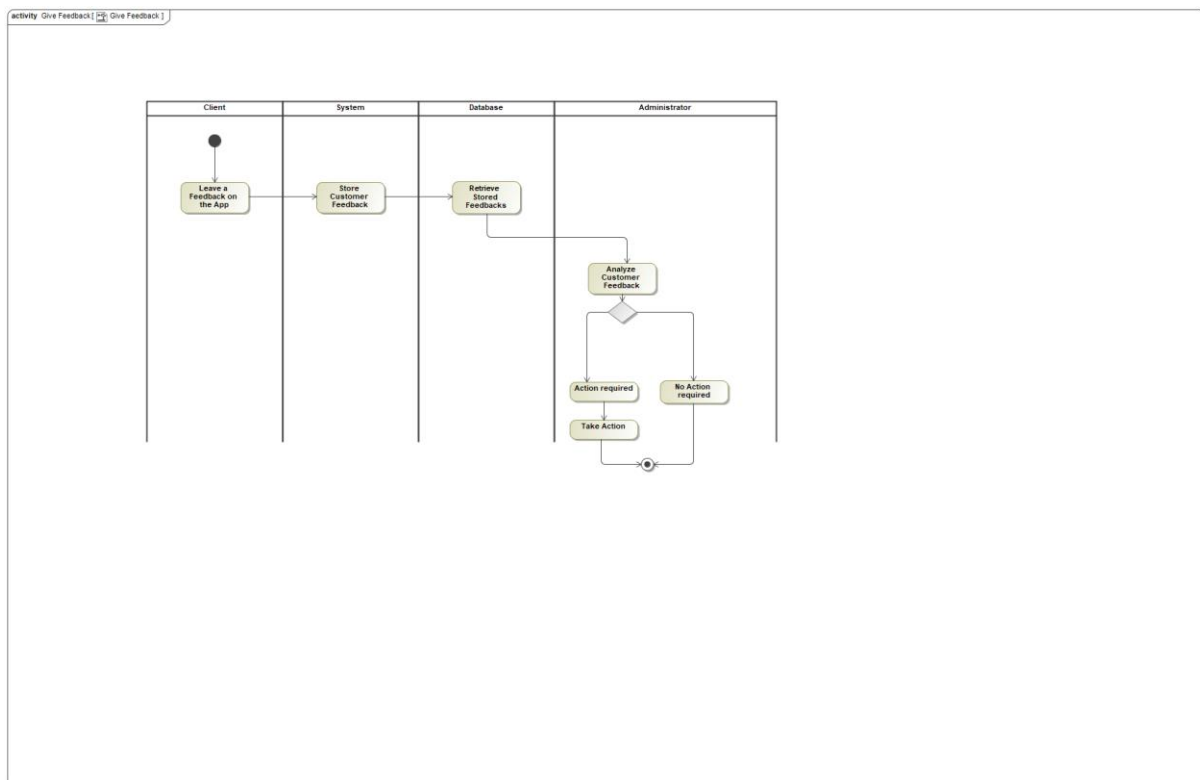 activity Give Feedback[ Give Feedback ]
Client
System
Database
Administrator
Leave a
Feedback on
the App
Store
Customer
Feedback
Retrieve
Stored
Feedbacks
Analyze
Customer
Feedback
Action required
No Action
required
Take Action